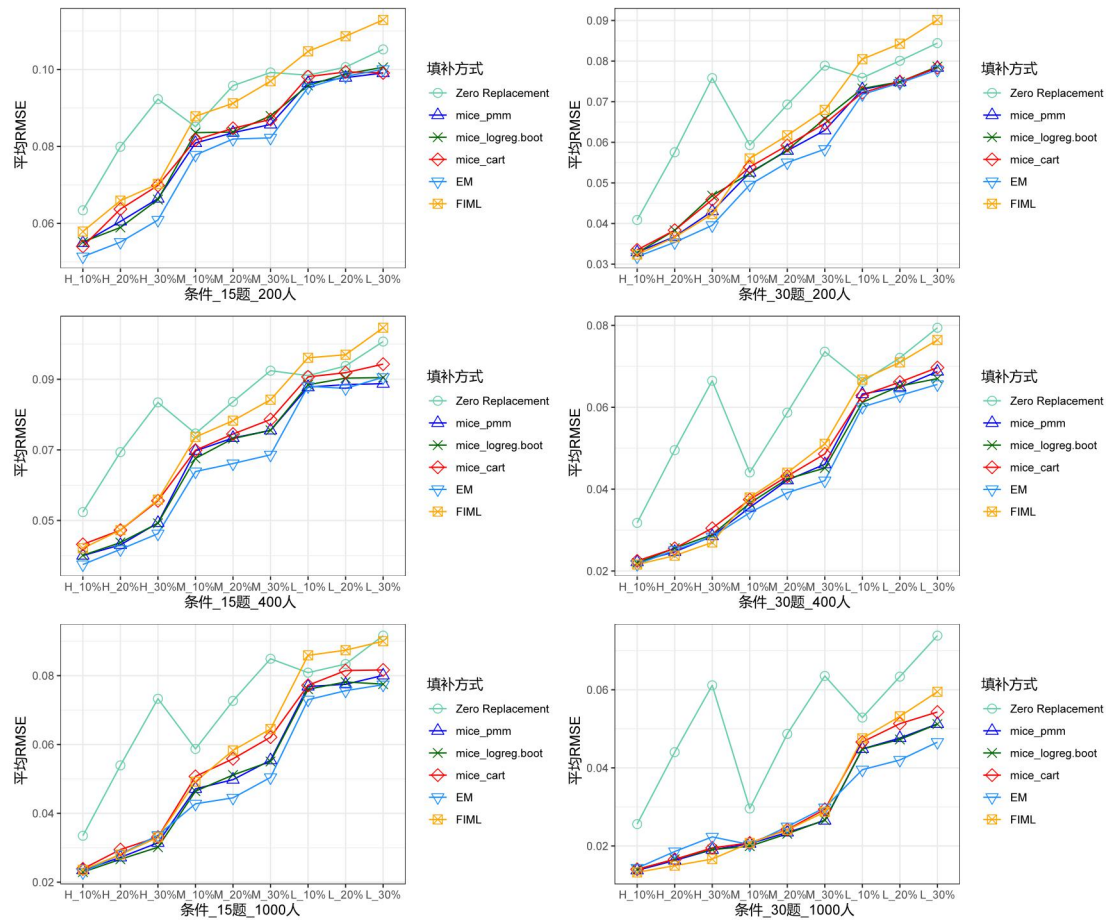 0.10
0.08
0.06
平均RMSE
H_10% H_20% H_30% M_10% M_20% M_30% L_10% L_20% L_30%
条件_15题_200人
填补方式
Zero Replacement
mice_pmm
mice_logreg.boot
mice_cart
EM
FIML
0.09
0.08
0.07
0.06
0.05
0.04
0.03
平均RMSE
H_10% H_20% H_30% M_10% M_20% M_30% L_10% L_20% L_30%
条件_30题_200人
填补方式
Zero Replacement
mice_pmm
mice_logreg.boot
mice_cart
EM
FIML
0.09
0.07
0.05
平均RMSE
H_10% H_20% H_30% M_10% M_20% M_30% L_10% L_20% L_30%
条件_15题_400人
填补方式
Zero Replacement
mice_pmm
mice_logreg.boot
mice_cart
EM
FIML
0.08
0.06
0.04
0.02
平均RMSE
H_10% H_20% H_30% M_10% M_20% M_30% L_10% L_20% L_30%
条件_30题_400人
填补方式
Zero Replacement
mice_pmm
mice_logreg.boot
mice_cart
EM
FIML
0.08
0.06
0.04
0.02
平均RMSE
H_10% H_20% H_30% M_10% M_20% M_30% L_10% L_20% L_30%
条件_15题_1000人
填补方式
Zero Replacement
mice_pmm
mice_logreg.boot
mice_cart
EM
FIML
0.06
0.04
0.02
平均RMSE
H_10% H_20% H_30% M_10% M_20% M_30% L_10% L_20% L_30%
条件_30题_1000人
填补方式
Zero Replacement
mice_pmm
mice_logreg.boot
mice_cart
EM
FIML